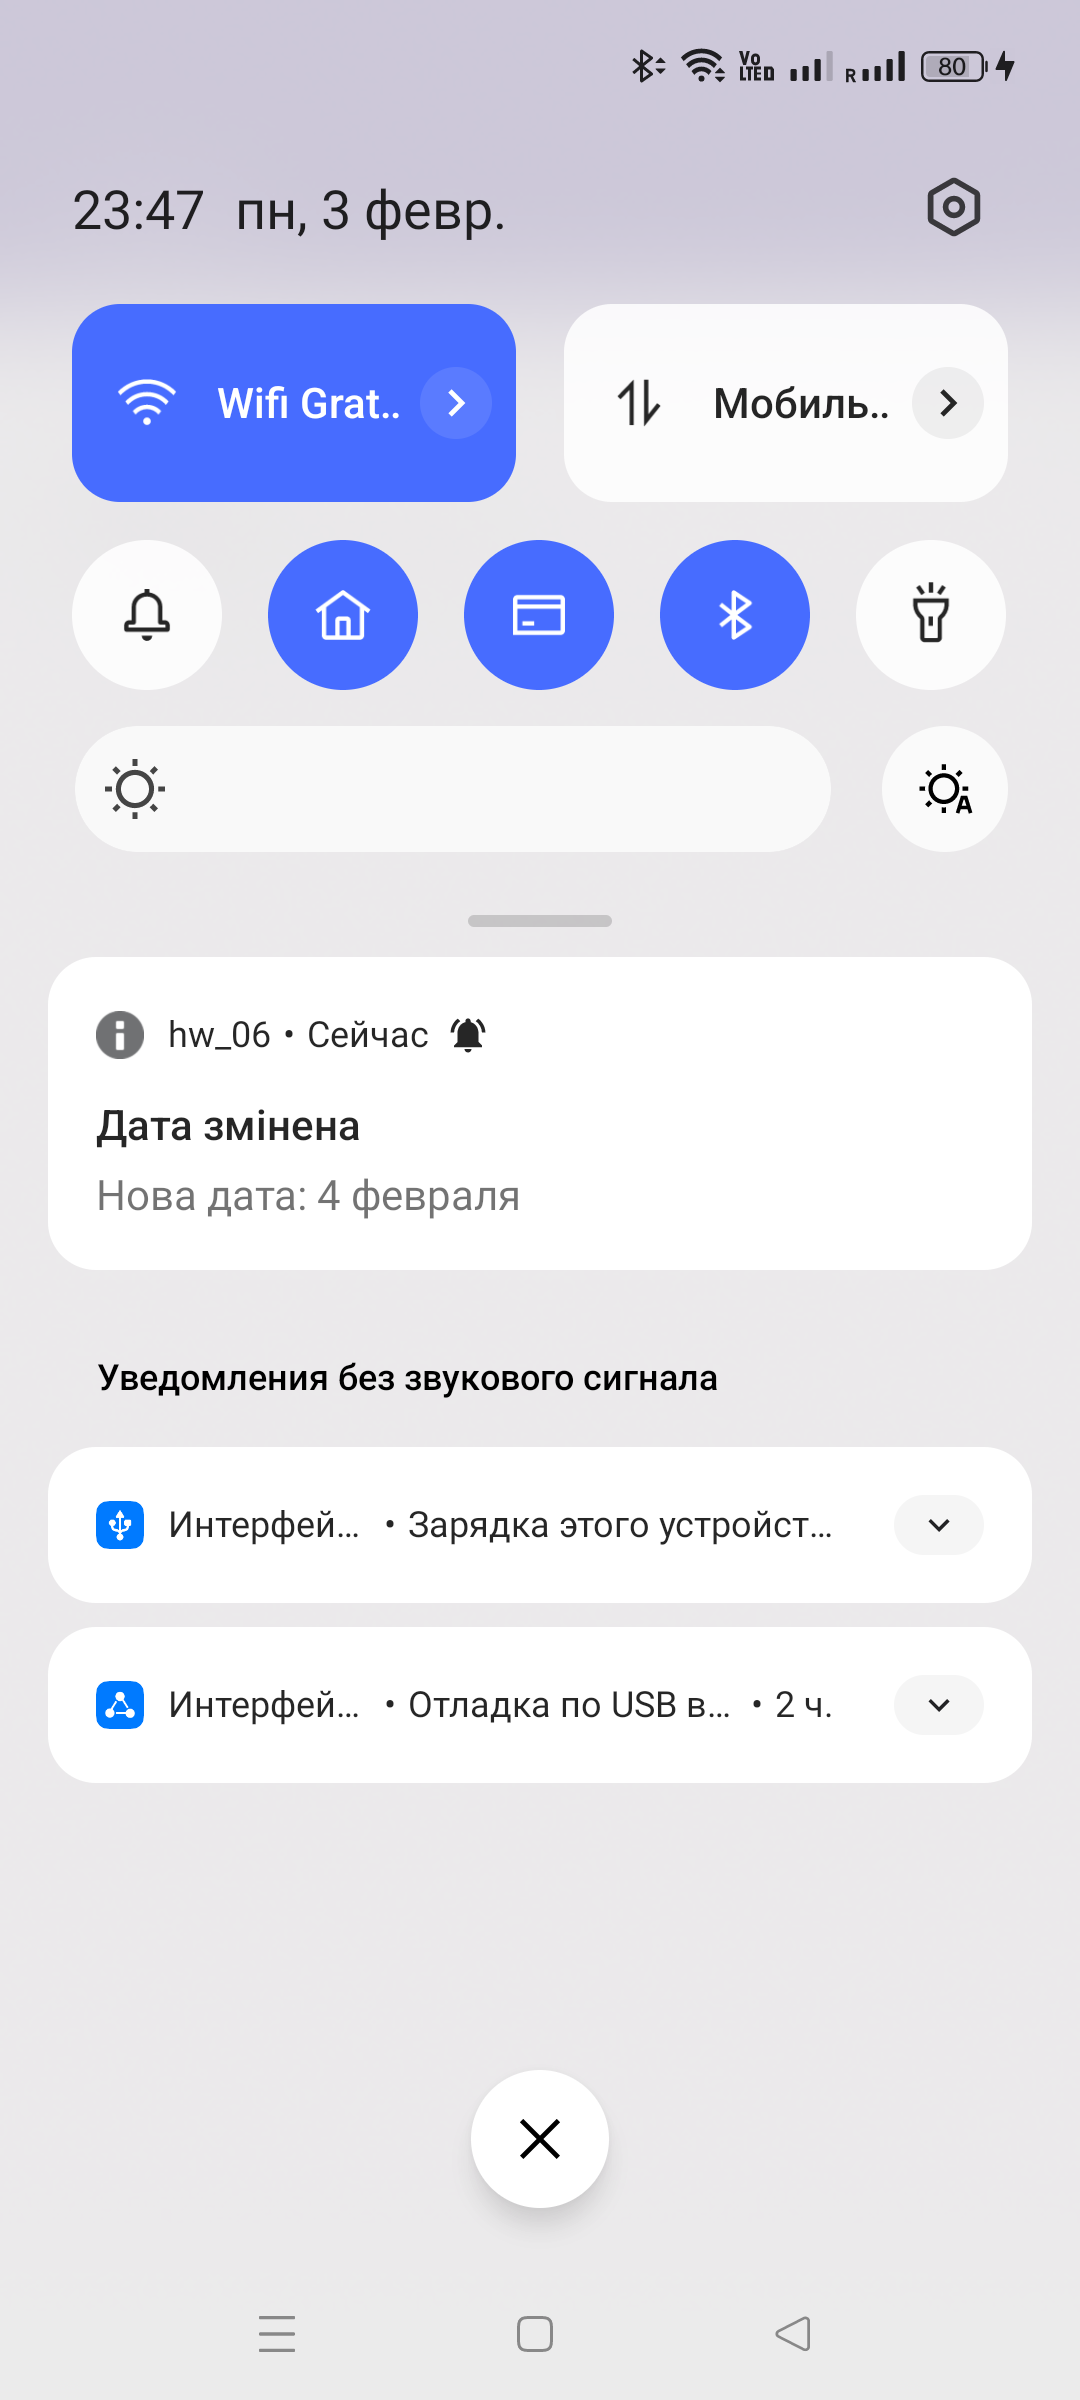 Vo
LTED
R
80
23:47 пн, 3 февр.
Wifi Grat..
Мобиль..
A
hw_06 • Сейчас
Дата змінена
Нова дата: 4 февраля
Уведомления без звукового сигнала
Интерфей... • Зарядка этого устройст...
Интерфей... • Отладка по USB в... • 2 ч.